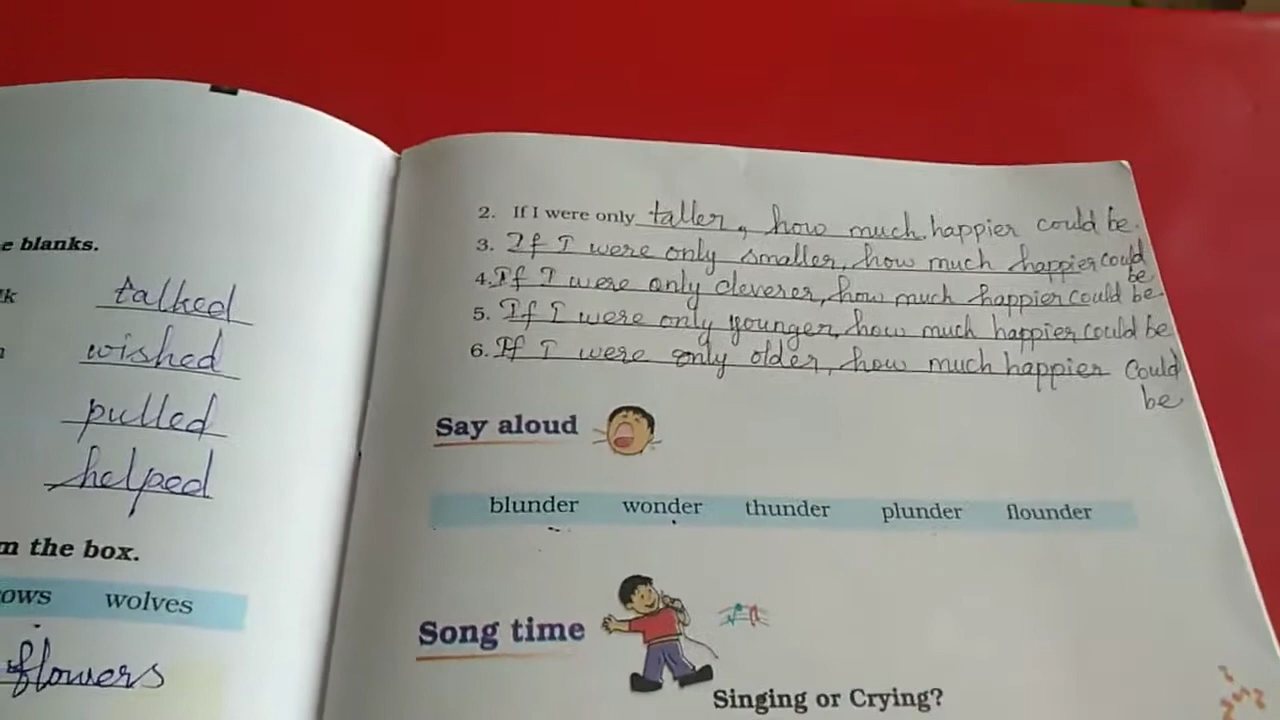 e blanks.
talked
wished
pulled
helped
m the box.
ows wolves
flowers
2. If I were only taller, how much happier could be.
3. If I were only smaller, how much happier could
be
4. If I were only cleverer, how much happier could be.
5. If I were only younger, how much happier could be
6. If I were only older, how much happier could
be
Say aloud
blunder wonder thunder plunder flounder
Song time
Singing or Crying?